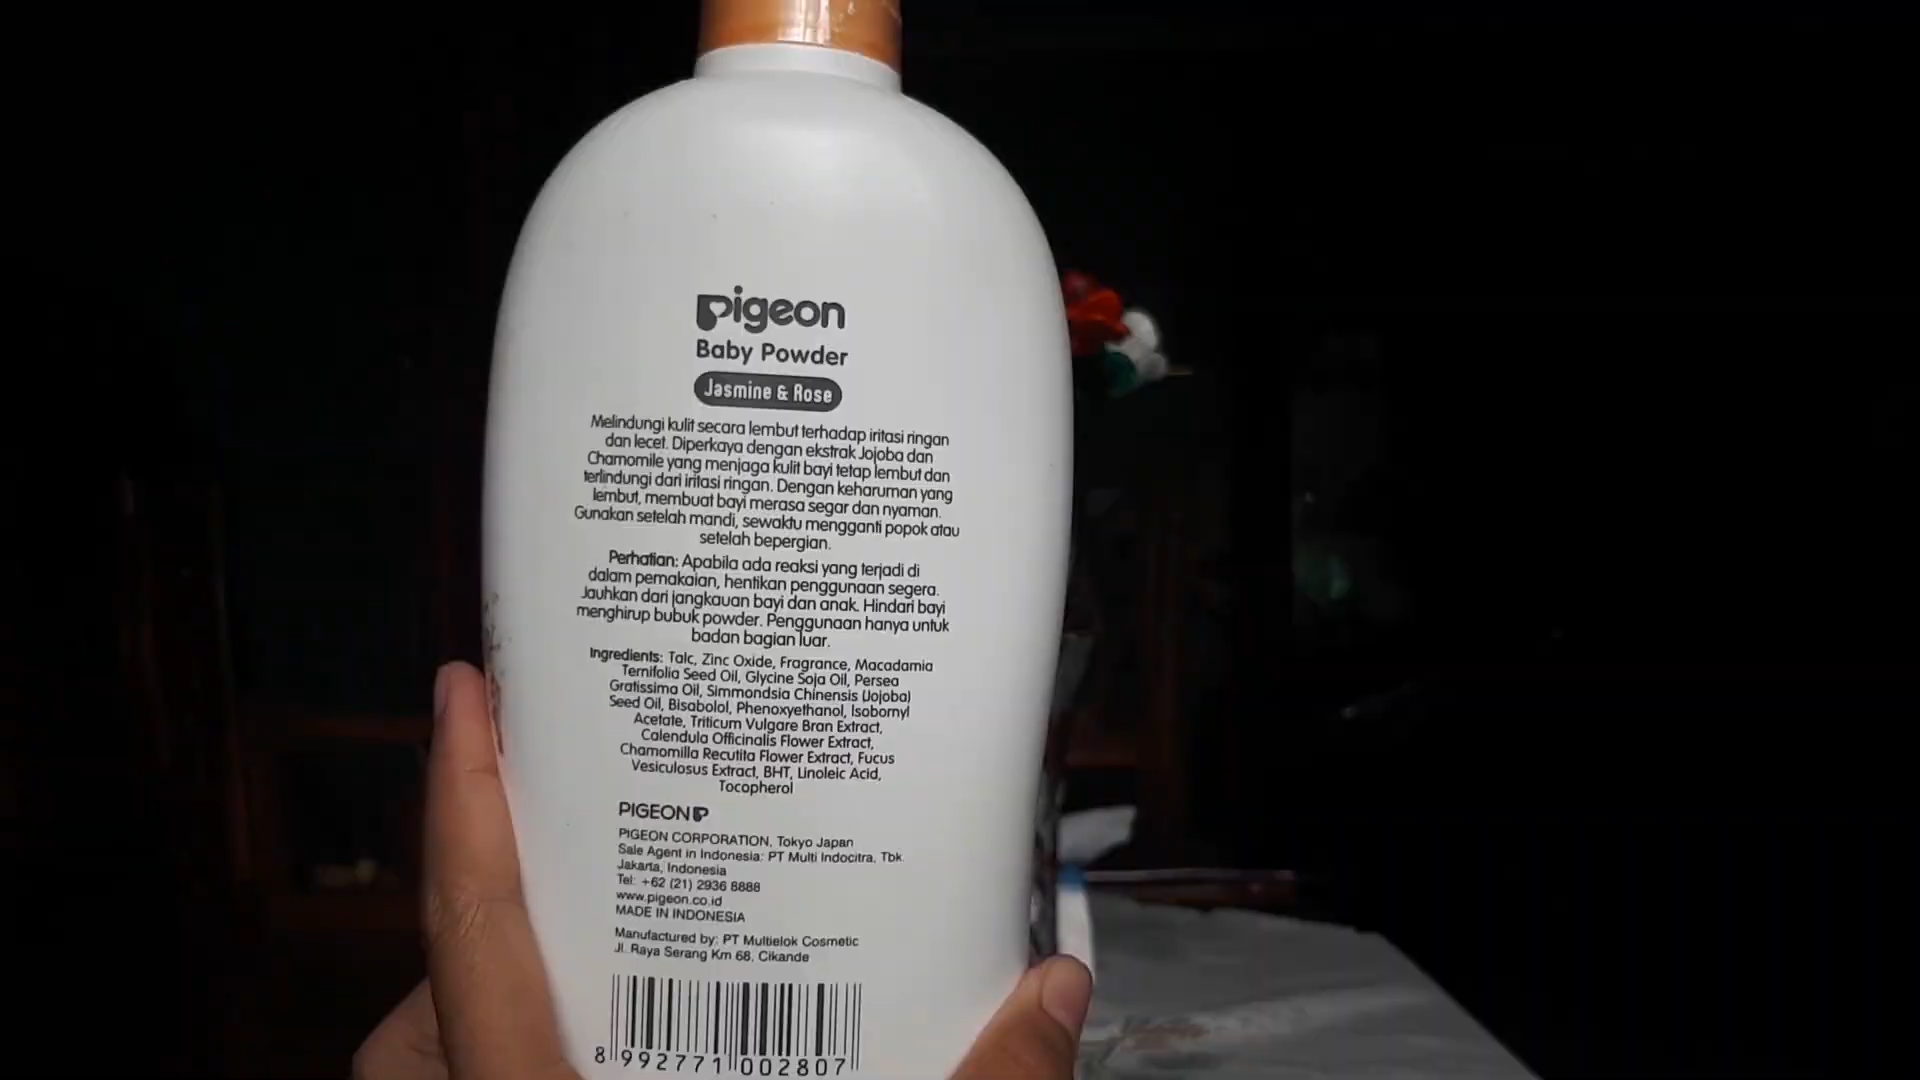 Pigeon
Baby Powder
Jasmine & Rose
Melindungi kulit secara lembut terhadap iritasi ringan
dan lecet. Diperkaya dengan ekstrak Jojoba dan
Chamomile yang menjaga kulit bayi tetap lembut dan
terlindungi dari iritasi ringan. Dengan keharuman yang
lembut, membuat bayi merasa segar dan nyaman.
Gunakan setelah mandi, sewaktu mengganti popok atau
setelah bepergian.
Perhatian: Apabila ada reaksi yang terjadi di
dalam pemakaian, hentikan penggunaan segera.
Jauhkan dari jangkauan bayi dan anak. Hindari bayi
menghirup bubuk powder. Penggunaan hanya untuk
badan bagian luar.
Ingredients: Talc, Zinc Oxide, Fragrance, Macadamia
Ternifolia Seed Oil, Glycine Soja Oil, Persea
Gratissima Oil, Simmondsia Chinensis (Jojoba)
Seed Oil, Bisabolol, Phenoxyethanol, Isobornyl
Acetate, Triticum Vulgare Bran Extract,
Calendula Officinalis Flower Extract,
Chamomilla Recutita Flower Extract, Fucus
Vesiculosus Extract, BHT, Linoleic Acid,
Tocopherol
PIGEON
PIGEON CORPORATION, Tokyo Japan
Sale Agent in Indonesia: PT Multi Indocitra, Tbk.
Jakarta, Indonesia
Tel: +62 (21) 2936 8888
www.pigeon.co.id
MADE IN INDONESIA
Manufactured by: PT Multielok Cosmetic
Jl. Raya Serang Km 68, Cikande
8 992771 002807